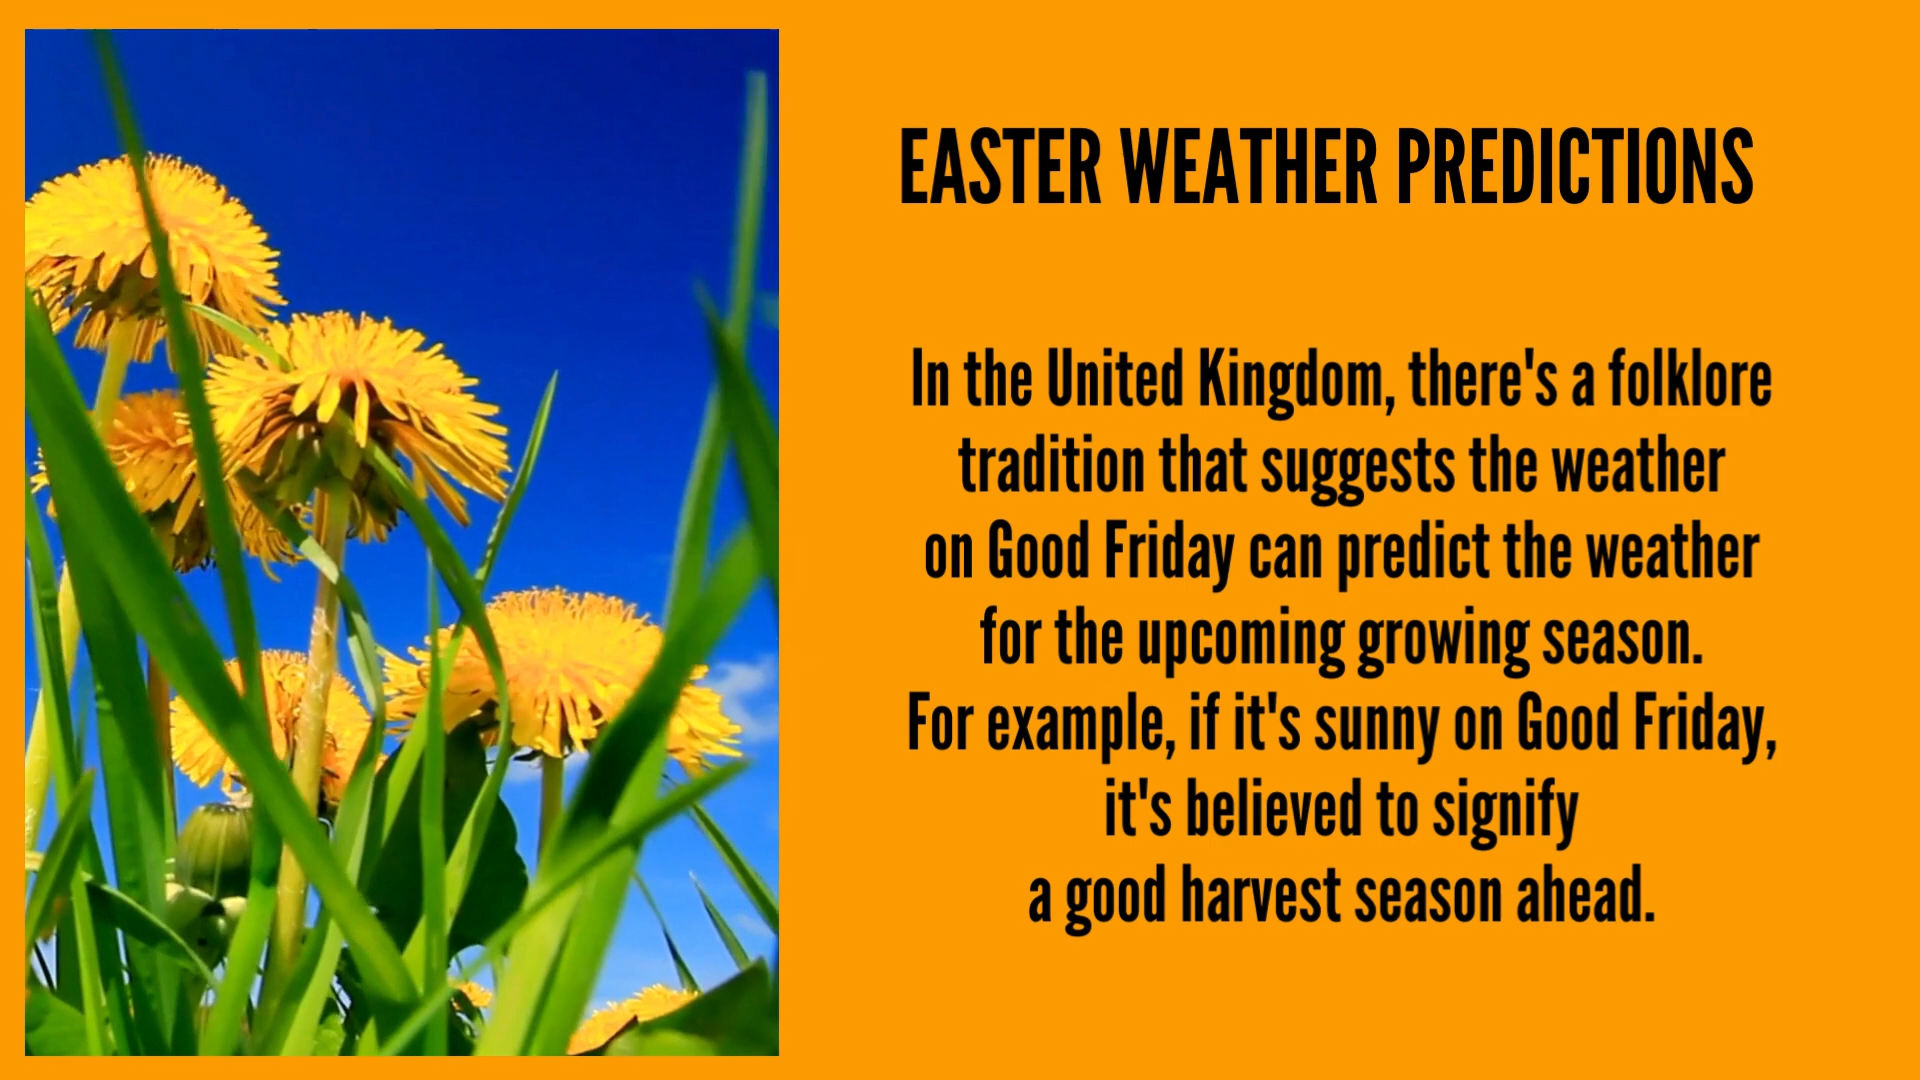 EASTER WEATHER PREDICTIONS
In the United Kingdom, there's a folklore
tradition that suggests the weather
on Good Friday can predict the weather
for the upcoming growing season.
For example, if it's sunny on Good Friday,
it's believed to signify
a good harvest season ahead.